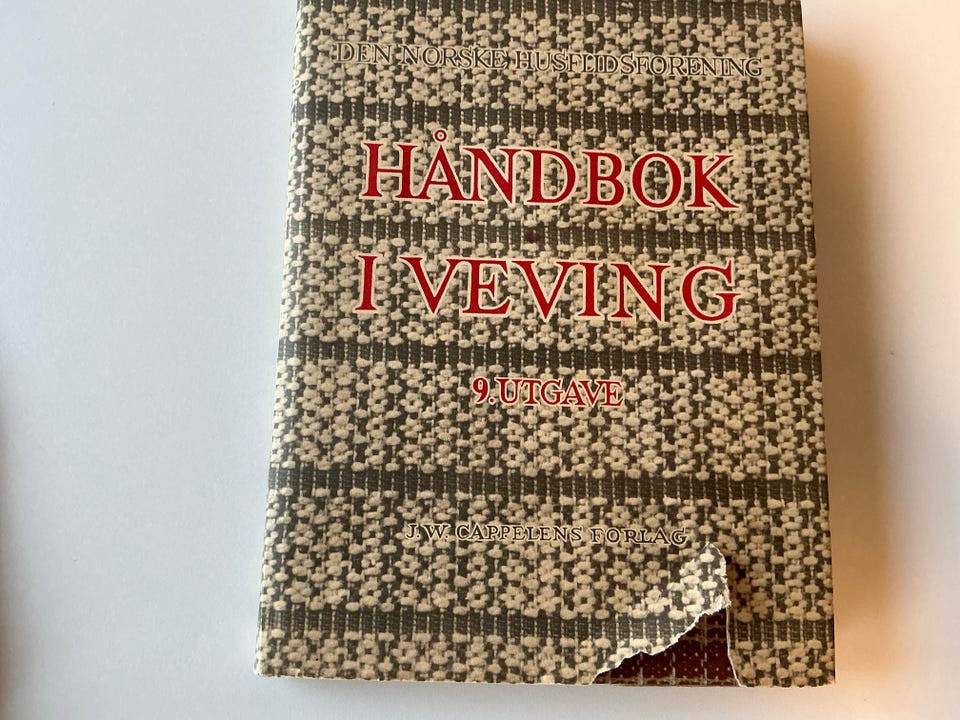 DEN NORSKE HUSFLIDSFORENING
HÅNDBOK
I VEVING
9. UTGAVE
J. W. CAPPELENS FORLAG